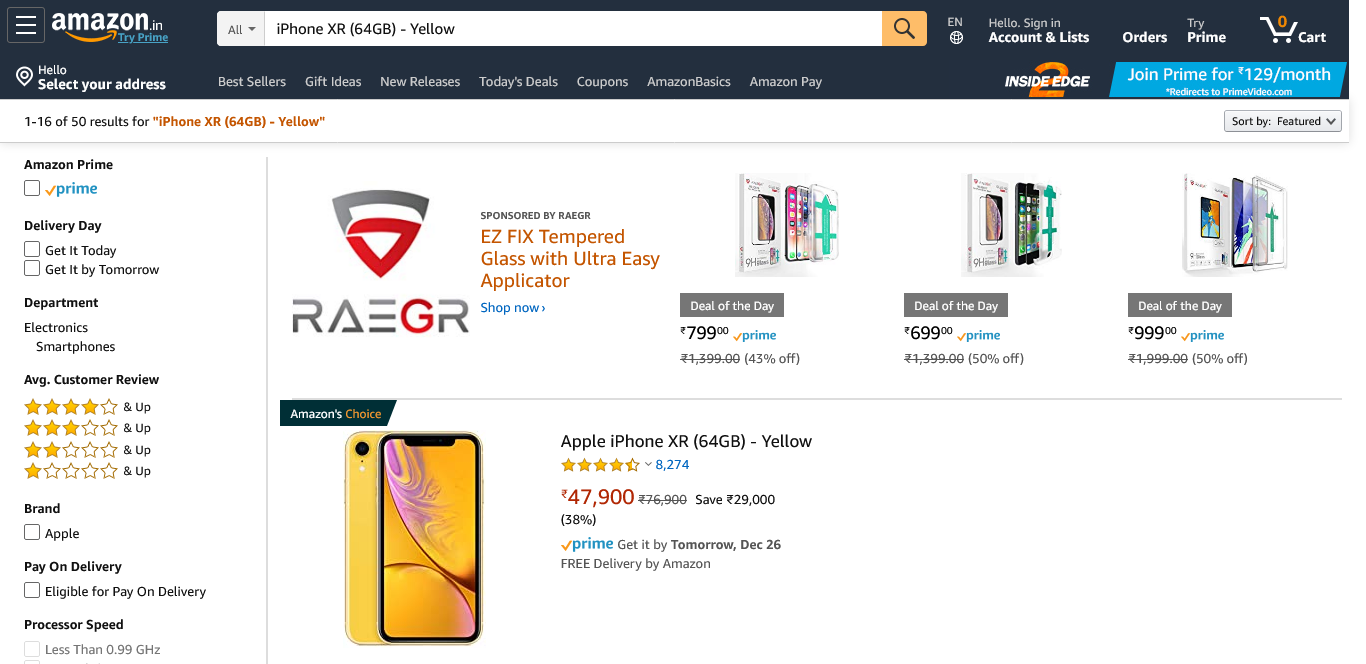 amazon.in
Try Prime
All
iPhone XR (64GB) - Yellow
EN
Hello. Sign in
Account & Lists
Orders
Try
Prime
0
Cart
Hello
Select your address
Best Sellers
Gift Ideas
New Releases
Today's Deals
Coupons
AmazonBasics
Amazon Pay
INSIDE EDGE 2
Join Prime for ₹129/month
*Redirects to PrimeVideo.com
1-16 of 50 results for "iPhone XR (64GB) - Yellow"
Sort by: Featured
Amazon Prime
prime
Delivery Day
Get It Today
Get It by Tomorrow
Department
Electronics
Smartphones
Avg. Customer Review
& Up
& Up
& Up
& Up
Brand
Apple
Pay On Delivery
Eligible for Pay On Delivery
Processor Speed
Less Than 0.99 GHz
RAEGR
SPONSORED BY RAEGR
EZ FIX Tempered
Glass with Ultra Easy
Applicator
Shop now ›
Deal of the Day
₹79900 prime
₹1,399.00 (43% off)
Deal of the Day
₹69900 prime
₹1,399.00 (50% off)
Deal of the Day
₹99900 prime
₹1,999.00 (50% off)
Amazon's Choice
Apple iPhone XR (64GB) - Yellow
8,274
₹47,900 ₹76,900 Save ₹29,000
(38%)
prime Get it by Tomorrow, Dec 26
FREE Delivery by Amazon